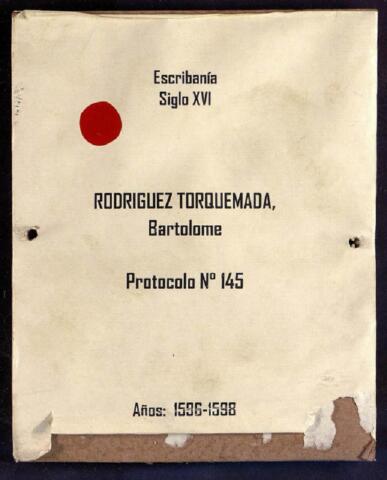 Escribanía
Siglo XVI
RODRIGUEZ TORQUEMADA,
Bartolome
Protocolo Nº 145
Años: 1596-1598